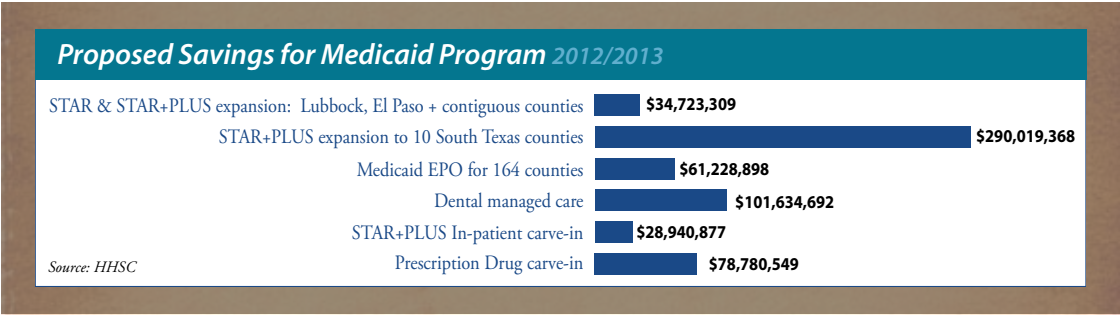 Proposed Savings for Medicaid Program 2012/2013
STAR & STAR+PLUS expansion: Lubbock, El Paso + contiguous counties $34,723,309
STAR+PLUS expansion to 10 South Texas counties $290,019,368
Medicaid EPO for 164 counties $61,228,898
Dental managed care $101,634,692
STAR+PLUS In-patient carve-in $28,940,877
Prescription Drug carve-in $78,780,549
Source: HHSC